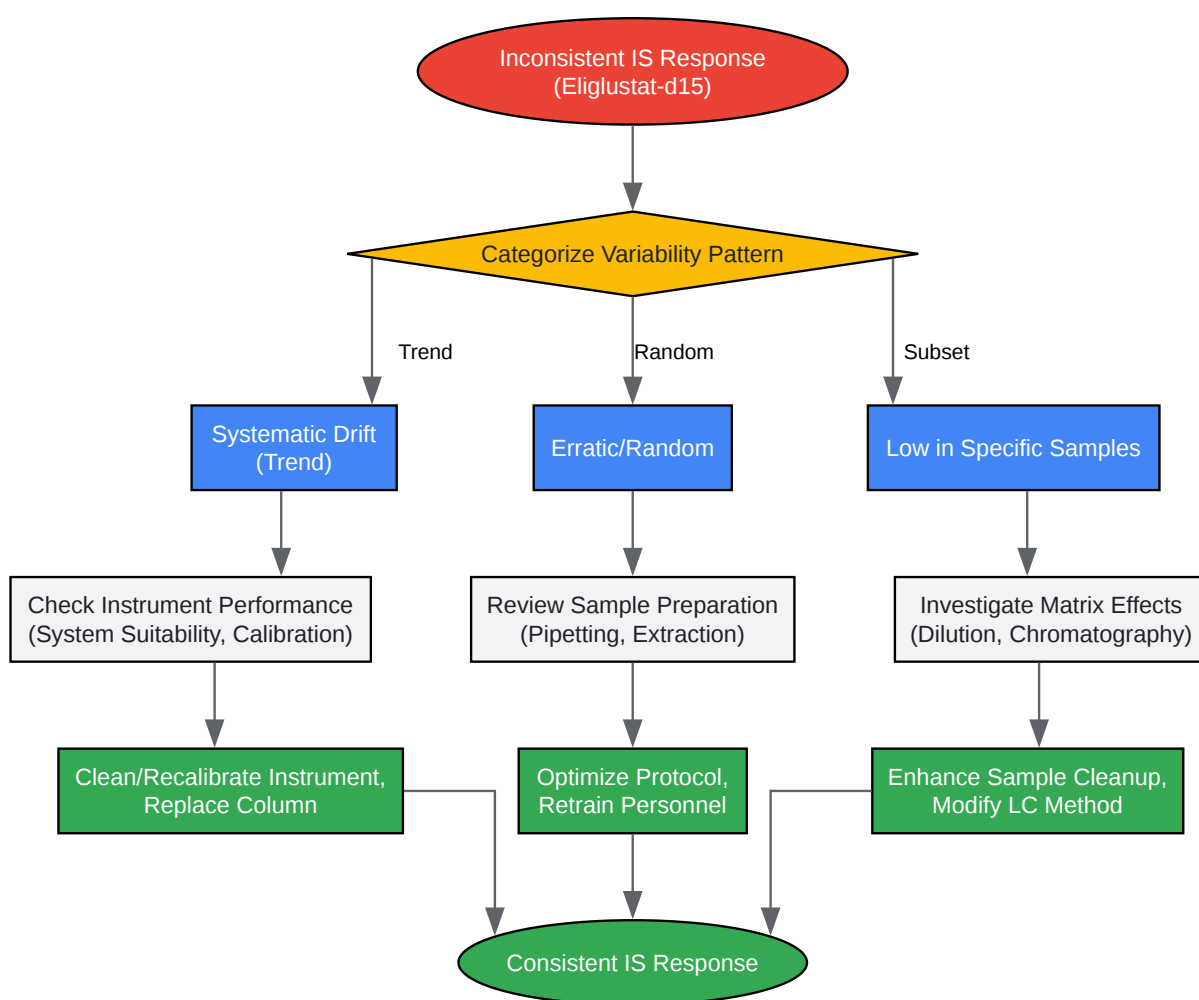 Inconsistent IS Response
(Eliglustat-d15)
Categorize Variability Pattern
Trend
Random
Subset
Systematic Drift
(Trend)
Erratic/Random
Low in Specific Samples
Check Instrument Performance
(System Suitability, Calibration)
Review Sample Preparation
(Pipetting, Extraction)
Investigate Matrix Effects
(Dilution, Chromatography)
Clean/Recalibrate Instrument,
Replace Column
Optimize Protocol,
Retrain Personnel
Enhance Sample Cleanup,
Modify LC Method
Consistent IS Response